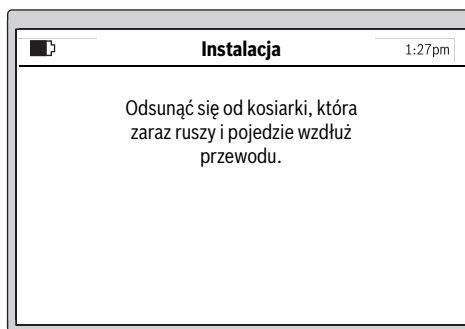 Instalacja 1:27pm
Odsunąć się od kosiarki, która
zaraz ruszy i pojedzie wzdłuż
przewodu.